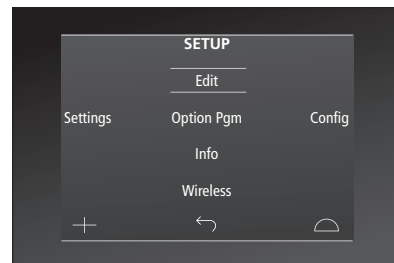 SETUP
Edit
Settings Option Pgm Config
Info
Wireless